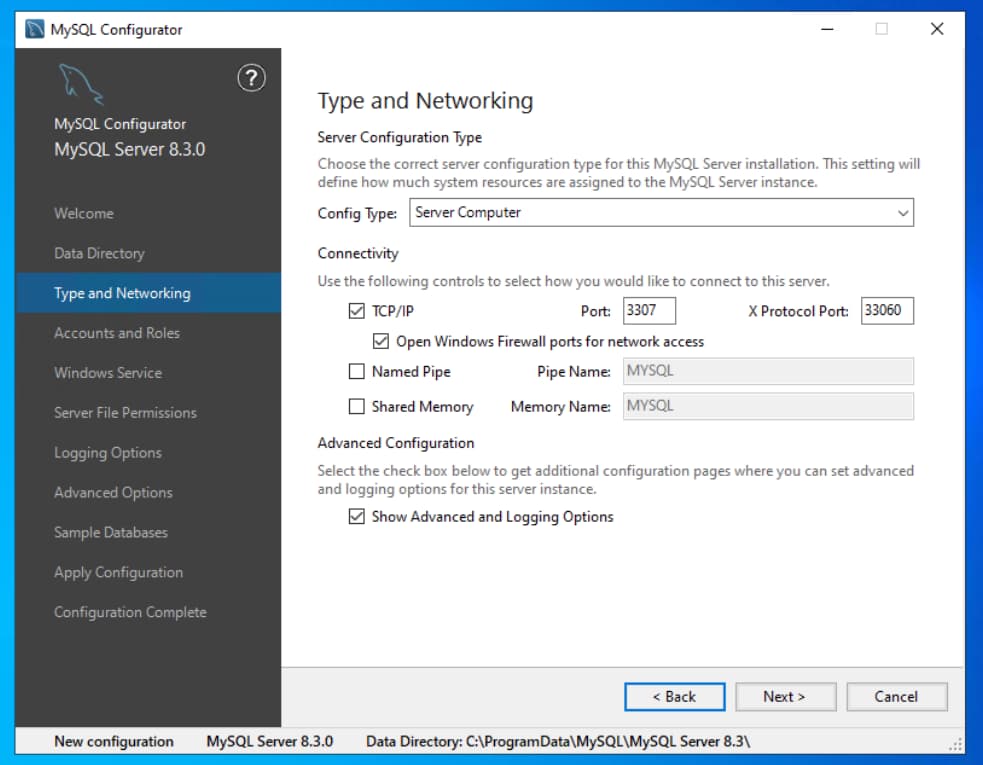 MySQL Configurator
?
MySQL Configurator
MySQL Server 8.3.0
Welcome
Data Directory
Type and Networking
Accounts and Roles
Windows Service
Server File Permissions
Logging Options
Advanced Options
Sample Databases
Apply Configuration
Configuration Complete
Type and Networking
Server Configuration Type
Choose the correct server configuration type for this MySQL Server installation. This setting will
define how much system resources are assigned to the MySQL Server instance.
Config Type: Server Computer
Connectivity
Use the following controls to select how you would like to connect to this server.
TCP/IP Port: 3307 X Protocol Port: 33060
Open Windows Firewall ports for network access
Named Pipe Pipe Name: MYSQL
Shared Memory Memory Name: MYSQL
Advanced Configuration
Select the check box below to get additional configuration pages where you can set advanced
and logging options for this server instance.
Show Advanced and Logging Options
< Back Next > Cancel
New configuration MySQL Server 8.3.0 Data Directory: C:\ProgramData\MySQL\MySQL Server 8.3\